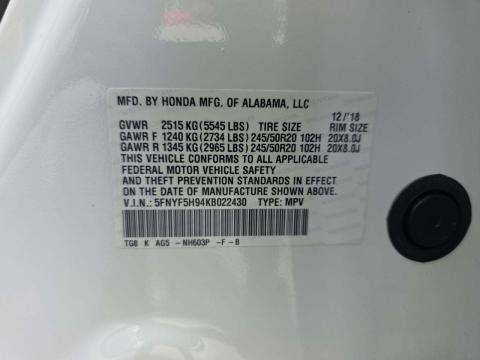 MFD. BY HONDA MFG. OF ALABAMA, LLC
12/'18
GVWR 2515 KG (5545 LBS) TIRE SIZE RIM SIZE
GAWR F 1240 KG (2734 LBS) 245/50R20 102H 20X8.0J
GAWR R 1345 KG (2965 LBS) 245/50R20 102H 20X8.0J
THIS VEHICLE CONFORMS TO ALL APPLICABLE
FEDERAL MOTOR VEHICLE SAFETY
AND THEFT PREVENTION STANDARDS IN EFFECT
ON THE DATE OF MANUFACTURE SHOWN ABOVE.
V.I.N.: 5FNYF5H94KB022430 TYPE: MPV
TG8 K AG5 -NH603P -F -B